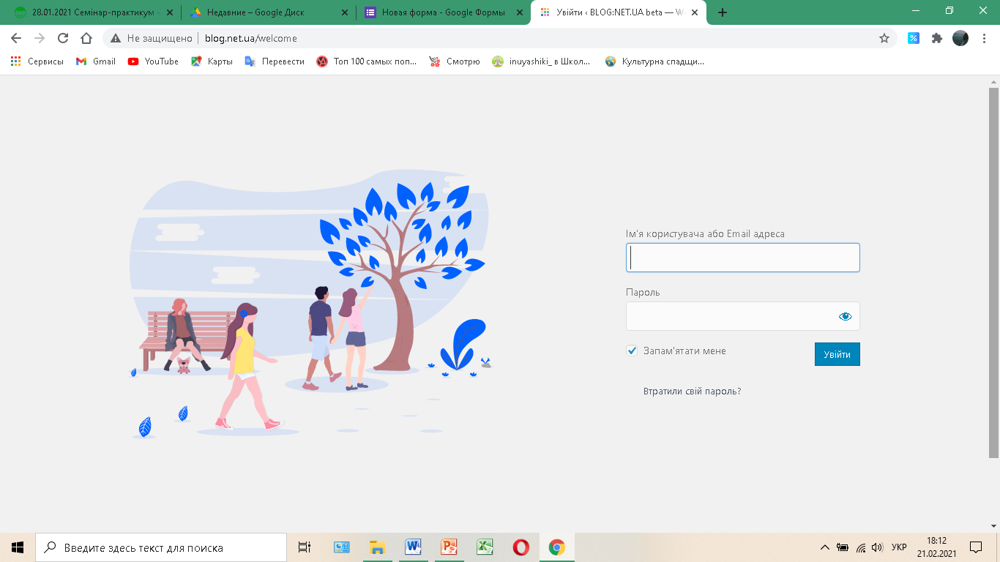 28.01.2021 Семінар-практикум
Недавние – Google Диск
Новая форма - Google Формы
Увійти ‹ BLOG:NET.UA beta — W
Не защищено
blog.net.ua/welcome
Сервисы
Gmail
YouTube
Карты
Перевести
Топ 100 самых поп...
Смотрю
inuyashiki_ в Школ...
Культурна спадщи...
Ім'я користувача або Email адреса
Пароль
Запам'ятати мене
Увійти
Втратили свій пароль?
Введите здесь текст для поиска
УКР
18:12
21.02.2021